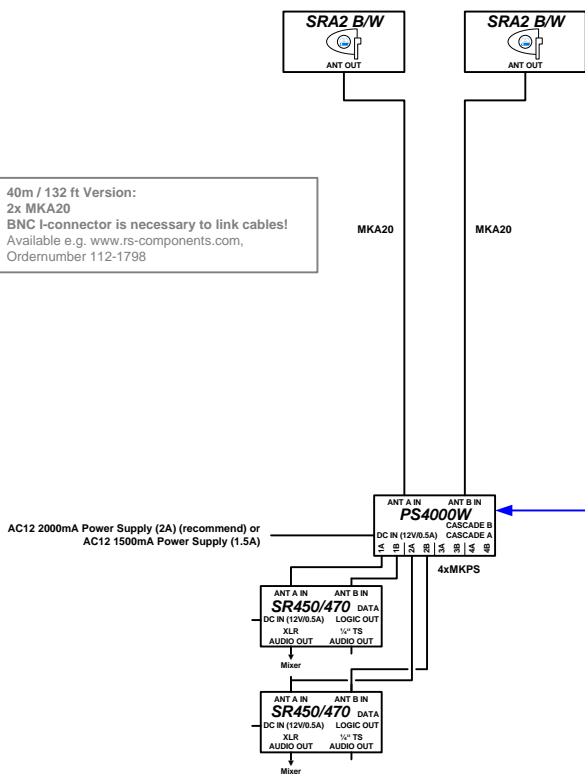 SRA2 B/W
ANT OUT
SRA2 B/W
ANT OUT
40m / 132 ft Version:
2x MKA20
BNC I-connector is necessary to link cables!
Available e.g. www.rs-components.com,
Ordernumber 112-1798
MKA20
MKA20
ANT A IN ANT B IN
PS4000W
CASCADE B
DC IN (12V/0.5A) CASCADE A
1A 1B 2A 2B 3A 3B 4A 4B
AC12 2000mA Power Supply (2A) (recommend) or
AC12 1500mA Power Supply (1.5A)
4xMKPS
ANT A IN ANT B IN
SR450/470 DATA
DC IN (12V/0.5A) LOGIC OUT
XLR ¼“ TS
AUDIO OUT AUDIO OUT
Mixer
ANT A IN ANT B IN
SR450/470 DATA
DC IN (12V/0.5A) LOGIC OUT
XLR ¼“ TS
AUDIO OUT AUDIO OUT
Mixer